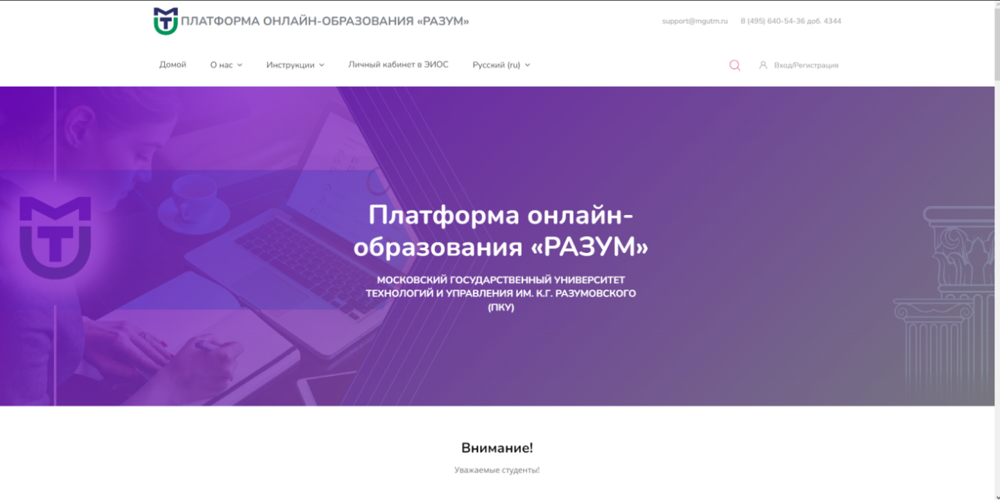 ПЛАТФОРМА ОНЛАЙН-ОБРАЗОВАНИЯ «РАЗУМ»
support@mgutm.ru 8 (495) 640-54-36 доб. 4344
Домой О нас Инструкции Личный кабинет в ЭИОС Русский (ru) Вход/Регистрация
Платформа онлайн-
образования «РАЗУМ»
МОСКОВСКИЙ ГОСУДАРСТВЕННЫЙ УНИВЕРСИТЕТ
ТЕХНОЛОГИЙ И УПРАВЛЕНИЯ ИМ. К.Г. РАЗУМОВСКОГО
(ПКУ)
Внимание!
Уважаемые студенты!